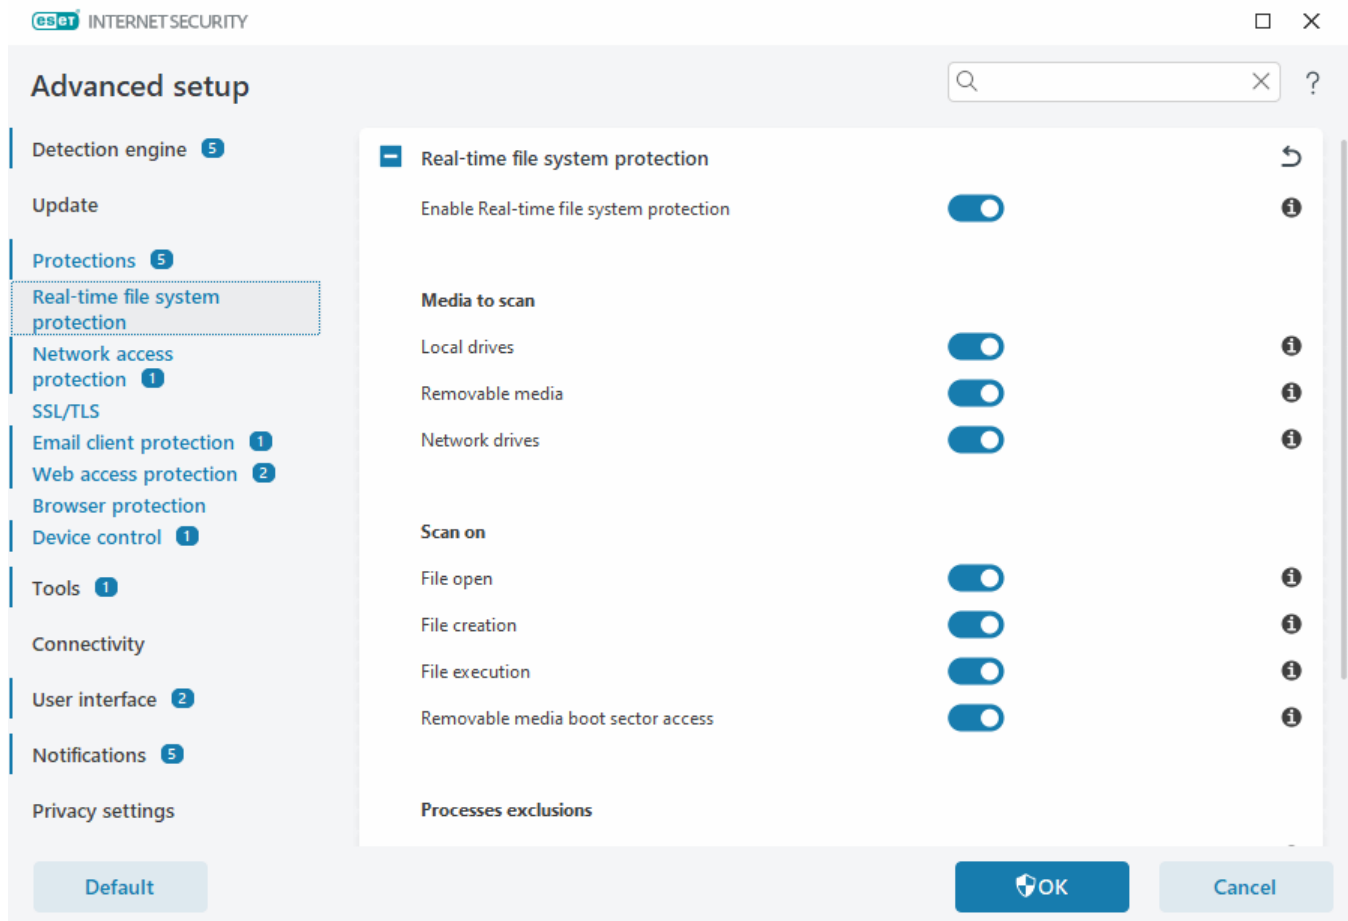 eset INTERNET SECURITY
Advanced setup
?
Detection engine 5
Update
Protections 5
Real-time file system
protection
Network access
protection 1
SSL/TLS
Email client protection 1
Web access protection 2
Browser protection
Device control 1
Tools 1
Connectivity
User interface 2
Notifications 5
Privacy settings
Real-time file system protection
Enable Real-time file system protection
Media to scan
Local drives
Removable media
Network drives
Scan on
File open
File creation
File execution
Removable media boot sector access
Processes exclusions
Default
OK
Cancel